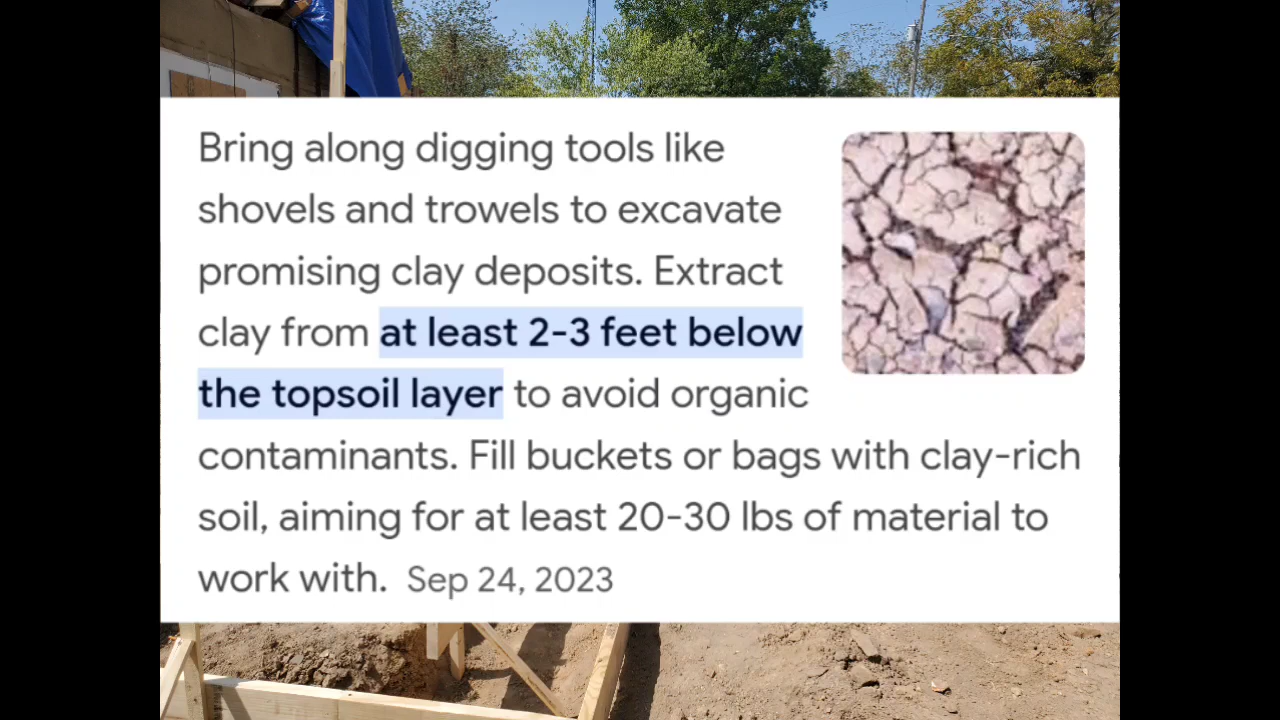 Bring along digging tools like
shovels and trowels to excavate
promising clay deposits. Extract
clay from at least 2-3 feet below
the topsoil layer to avoid organic
contaminants. Fill buckets or bags with clay-rich
soil, aiming for at least 20-30 lbs of material to
work with. Sep 24, 2023